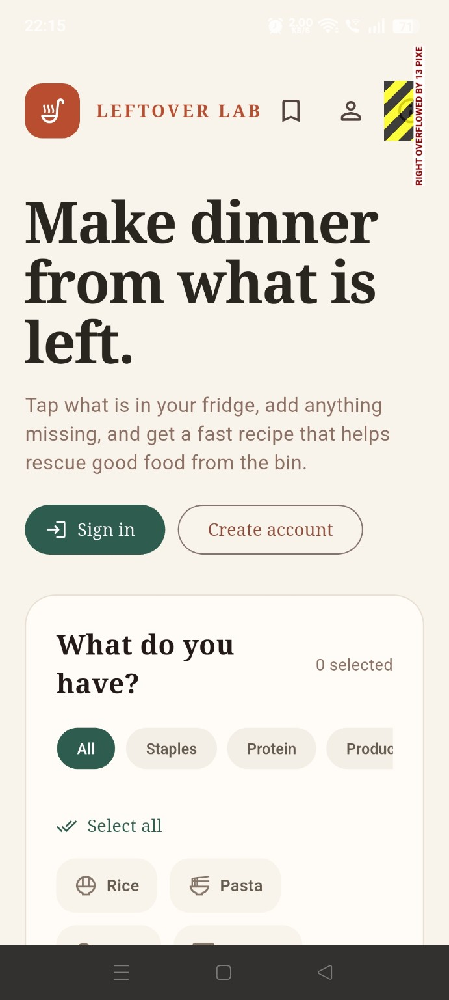 22:15
2.00
KB/S
71
LEFTOVER LAB
RIGHT OVERFLOWED BY 13 PIXE
Make dinner
from what is
left.
Tap what is in your fridge, add anything
missing, and get a fast recipe that helps
rescue good food from the bin.
Sign in
Create account
What do you
have?
0 selected
All
Staples
Protein
Produc
Select all
Rice
Pasta